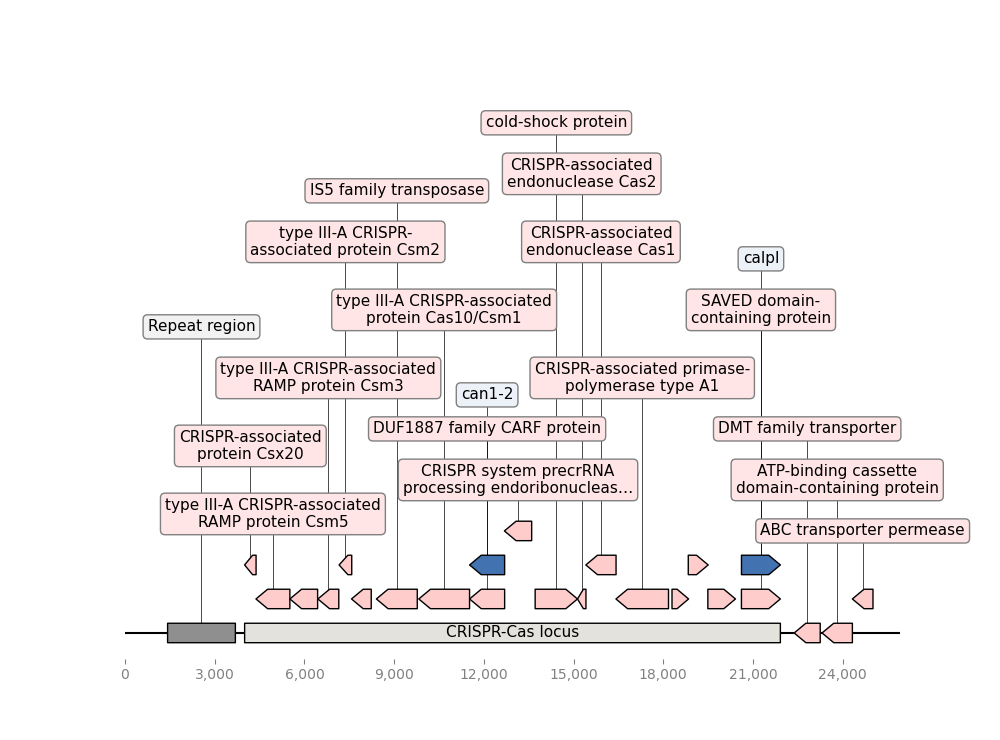 cold-shock protein
CRISPR-associated
endonuclease Cas2
IS5 family transposase
type III-A CRISPR-
associated protein Csm2
CRISPR-associated
endonuclease Cas1
calpl
type III-A CRISPR-associated
protein Cas10/Csm1
SAVED domain-
containing protein
Repeat region
type III-A CRISPR-associated
RAMP protein Csm3
CRISPR-associated primase-
polymerase type A1
can1-2
DUF1887 family CARF protein
DMT family transporter
CRISPR-associated
protein Csx20
CRISPR system precrRNA
processing endoribonucleas...
ATP-binding cassette
domain-containing protein
type III-A CRISPR-associated
RAMP protein Csm5
ABC transporter permease
CRISPR-Cas locus
0 3,000 6,000 9,000 12,000 15,000 18,000 21,000 24,000